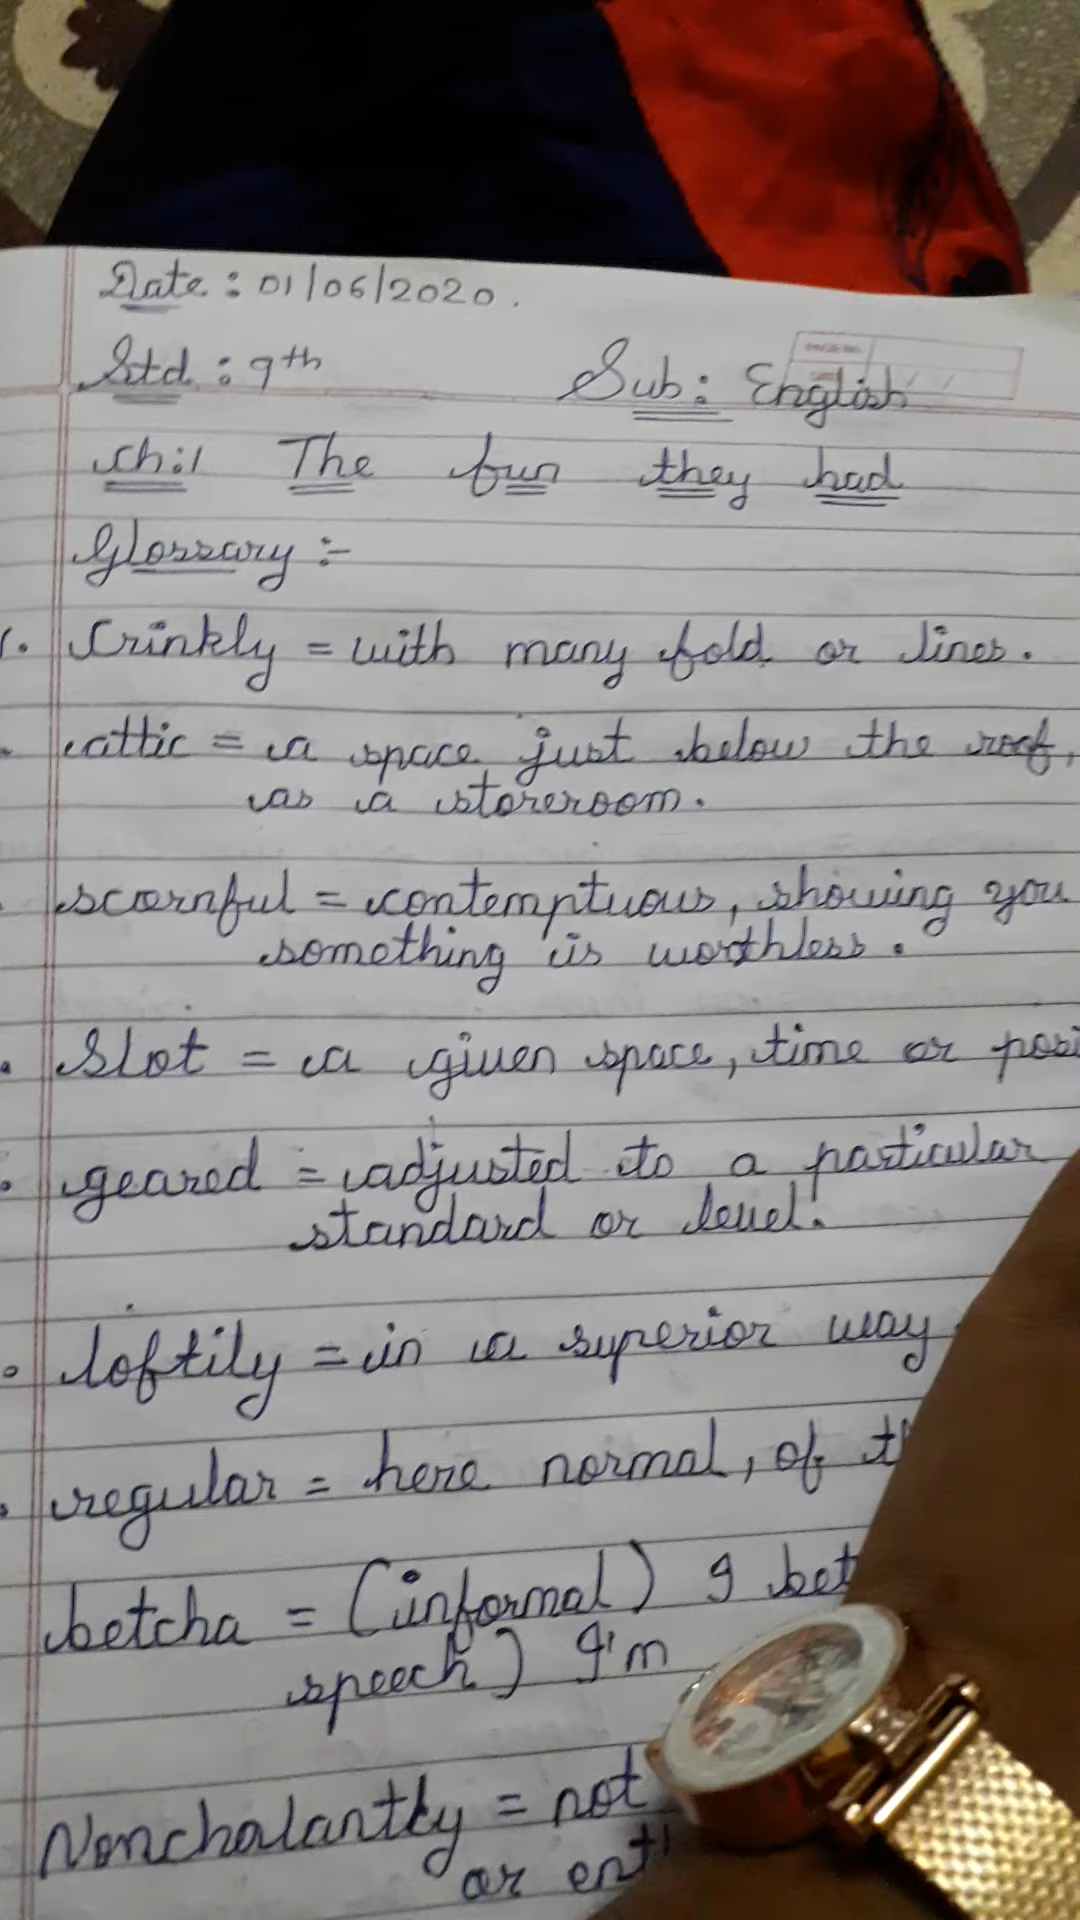 Date : 01/06/2020.
Std : 9th Sub : English
Ch:1 The fun they had
Glossary :-
1. Crinkly = with many fold or lines.
attic = a space just below the roof,
as a storeroom.
scornful = contemptuous, showing you
something is worthless.
Slot = a given space, time or posi
geared = adjusted to a particular
standard or level.
loftily = in a superior way
regular = here normal, of
betcha = (informal) I bet
speech) I'm
Nonchalantly = not
or